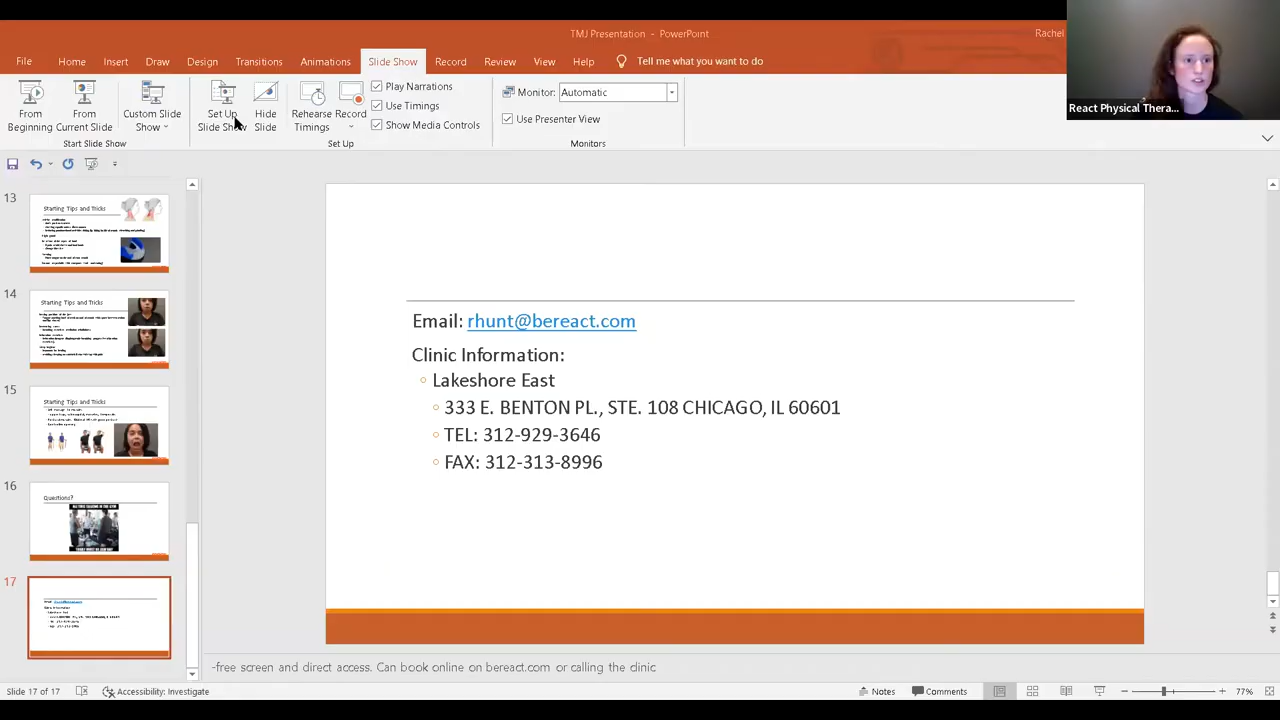 TMJ Presentation - PowerPoint
Rachel
File Home Insert Draw Design Transitions Animations Slide Show Record Review View Help Tell me what you want to do
From Beginning
From Current Slide
Custom Slide Show
Start Slide Show
Set Up Slide Show
Hide Slide
Rehearse Timings
Record
Play Narrations
Use Timings
Show Media Controls
Set Up
Monitor: Automatic
Use Presenter View
Monitors
React Physical Thera...
13
Starting Tips and Tricks
14
Starting Tips and Tricks
15
Starting Tips and Tricks
16
Questions?
17
Email: rhunt@bereact.com
Clinic Information:
Lakeshore East
333 E. BENTON PL., STE. 108 CHICAGO, IL 60601
TEL: 312-929-3646
FAX: 312-313-8996
-free screen and direct access. Can book online on bereact.com or calling the clinic
Slide 17 of 17 Accessibility: Investigate Notes Comments 77%